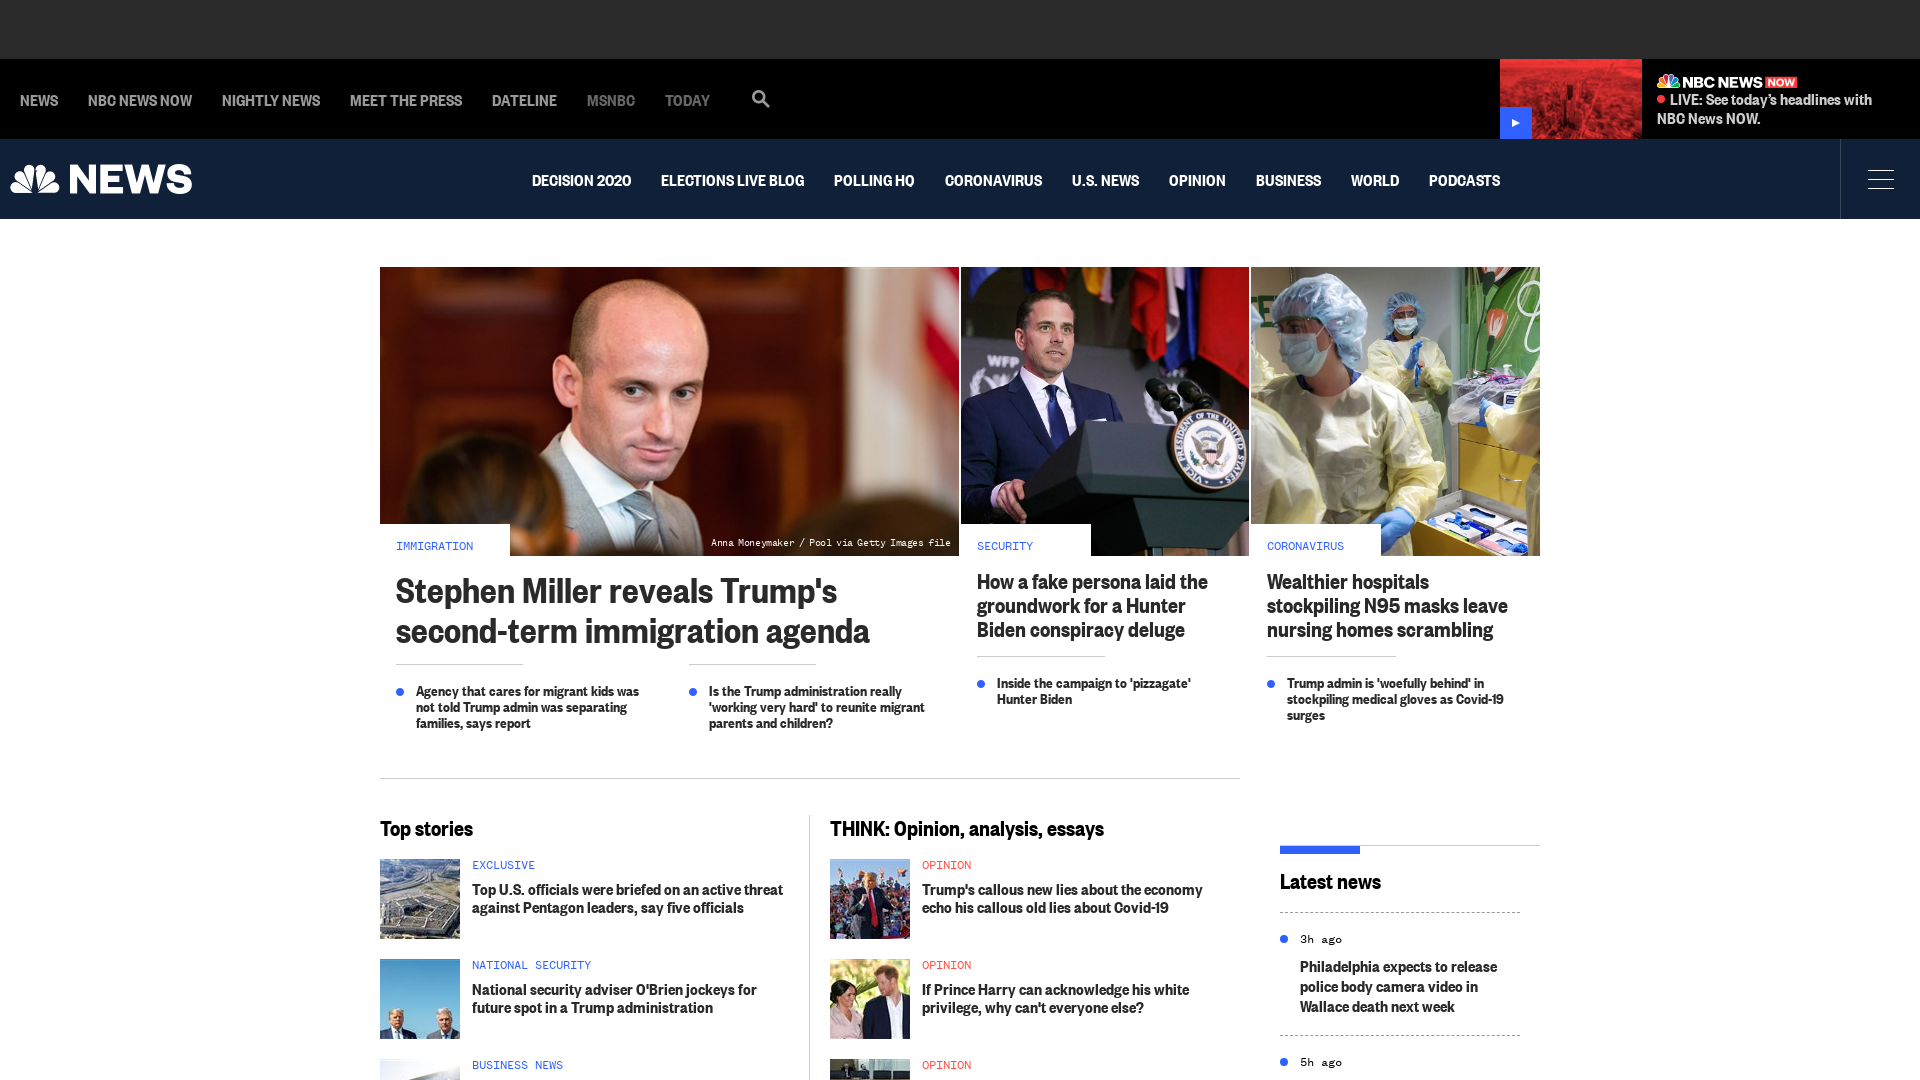 NEWS
NBC NEWS NOW
NIGHTLY NEWS
MEET THE PRESS
DATELINE
MSNBC
TODAY
NBC NEWS NOW
LIVE: See today's headlines with
NBC News NOW.
NEWS
DECISION 2020
ELECTIONS LIVE BLOG
POLLING HQ
CORONAVIRUS
U.S. NEWS
OPINION
BUSINESS
WORLD
PODCASTS
WFP
VICE PRESIDENT OF THE UNITED STATES
Anna Moneymaker / Pool via Getty Images file
IMMIGRATION
Stephen Miller reveals Trump's
second-term immigration agenda
Agency that cares for migrant kids was
not told Trump admin was separating
families, says report
Is the Trump administration really
'working very hard' to reunite migrant
parents and children?
SECURITY
How a fake persona laid the
groundwork for a Hunter
Biden conspiracy deluge
Inside the campaign to 'pizzagate'
Hunter Biden
CORONAVIRUS
Wealthier hospitals
stockpiling N95 masks leave
nursing homes scrambling
Trump admin is 'woefully behind' in
stockpiling medical gloves as Covid-19
surges
Top stories
EXCLUSIVE
Top U.S. officials were briefed on an active threat
against Pentagon leaders, say five officials
NATIONAL SECURITY
National security adviser O'Brien jockeys for
future spot in a Trump administration
BUSINESS NEWS
THINK: Opinion, analysis, essays
OPINION
Trump's callous new lies about the economy
echo his callous old lies about Covid-19
OPINION
If Prince Harry can acknowledge his white
privilege, why can't everyone else?
OPINION
Latest news
3h ago
Philadelphia expects to release
police body camera video in
Wallace death next week
5h ago